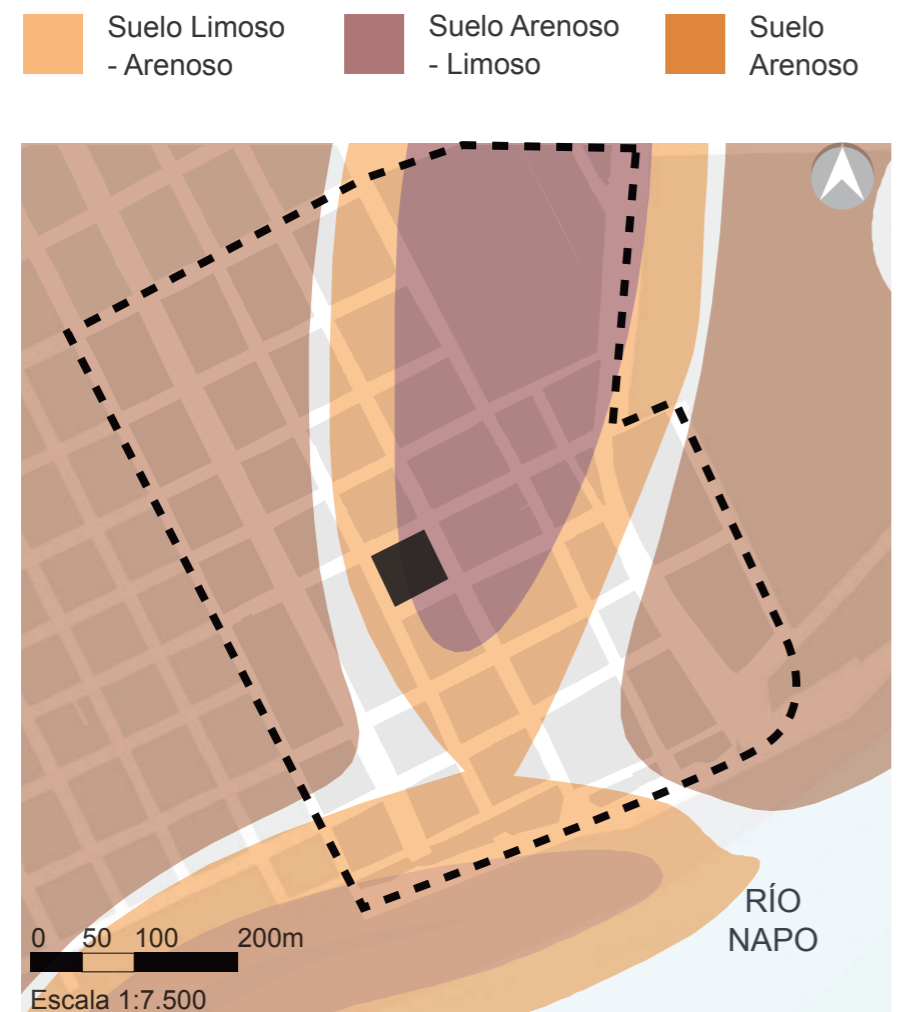 Suelo Limoso
- Arenoso
Suelo Arenoso
- Limoso
Suelo
Arenoso
RÍO
NAPO
0 50 100 200m
Escala 1:7.500